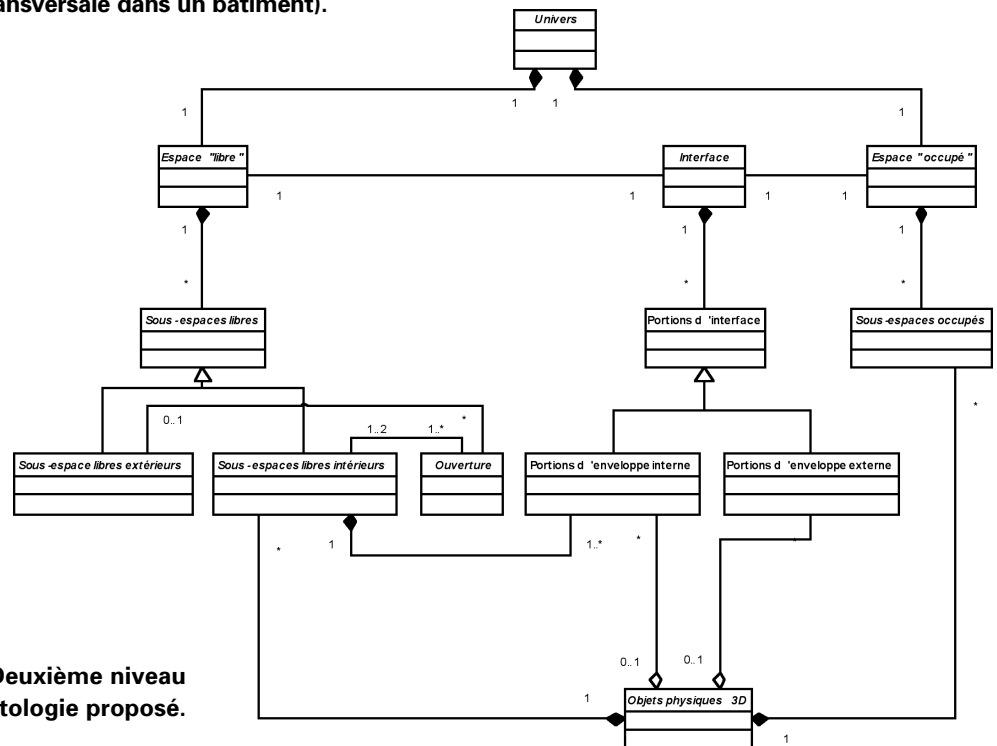 ansversale dans un bâtiment).
Univers
1 1
1 1
Espace "libre" Interface Espace "occupé"
1 1 1 1
1 1 1
* * *
Sous-espaces libres Portions d'interface Sous-espaces occupés
*
0..1 1..2 1..* *
Sous-espace libres extérieurs Sous-espaces libres intérieurs Ouverture Portions d'enveloppe interne Portions d'enveloppe externe
* 1 1..* * *
0..1 0..1
Deuxième niveau
tologie proposé.
1 Objets physiques 3D
1